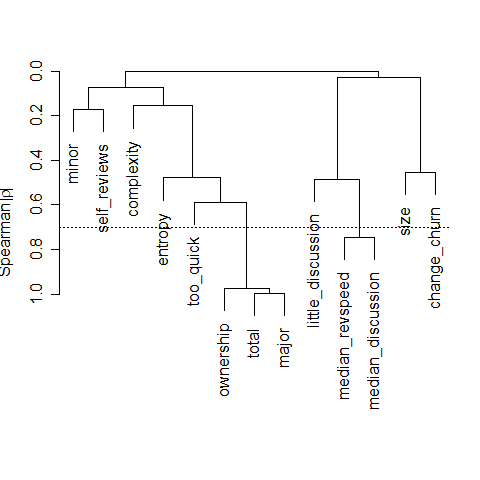 Spearman|ρ|
0.0
0.2
0.4
0.6
0.8
1.0
minor
self_reviews
complexity
entropy
too_quick
ownership
total
major
little_discussion
median_revspeed
median_discussion
size
change_churn